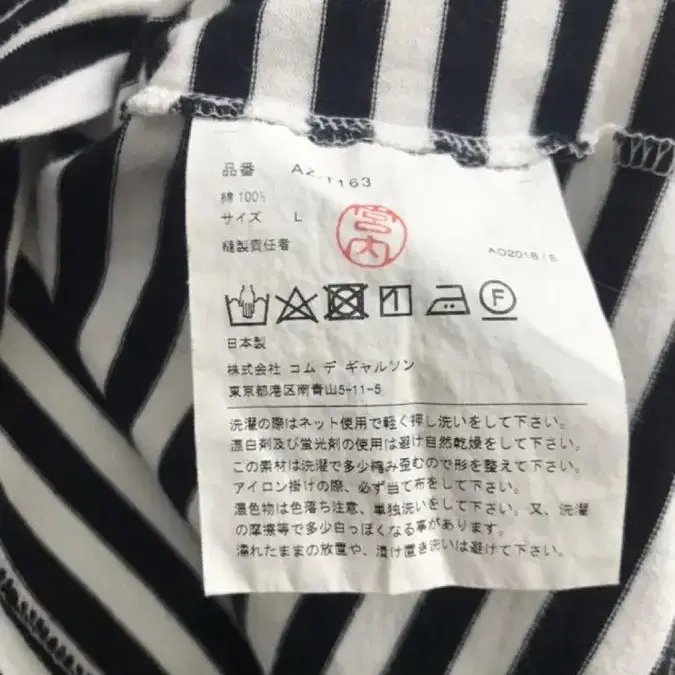 品番 AZ-T163
綿 100%
サイズ L
宮内
縫製責任者
AD2018/S
F
日本製
株式会社 コム デ ギャルソン
東京都港区南青山5-11-5
洗濯の際はネット使用で軽く押し洗いをして下さい。
漂白剤及び蛍光剤の使用は避け自然乾燥をして下さい。
この素材は洗濯で多少縮み歪むので形を整えて下さい。
アイロン掛けの際、必ず当て布をして下さい。
濃色物は色落ち注意、単独洗いをして下さい。又、洗濯
の摩擦等で多少白っぽくなる事があります。
濡れたままの放置や、漬け置き洗いは避けて下さい。